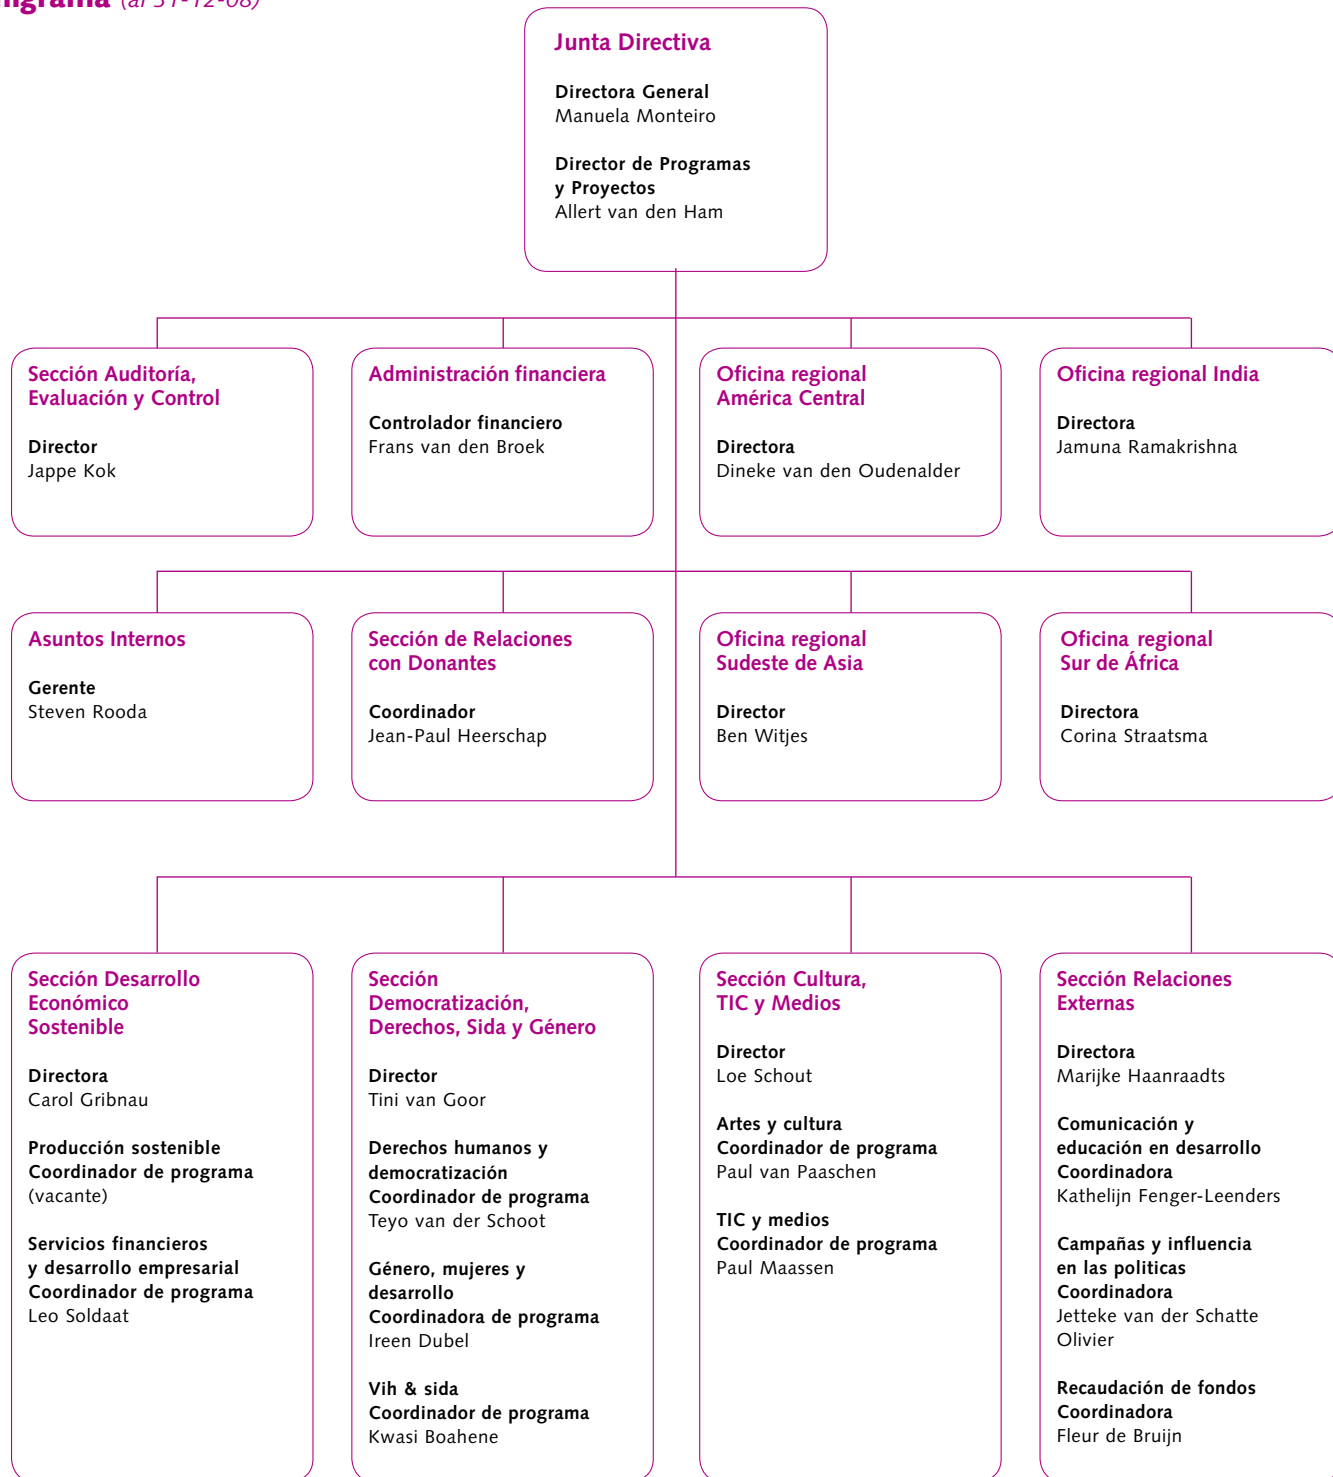 (al 31-12-08)
Junta Directiva
Directora General
Manuela Monteiro
Director de Programas
y Proyectos
Allert van den Ham
Sección Auditoría,
Evaluación y Control
Director
Jappe Kok
Administración financiera
Controlador financiero
Frans van den Broek
Oficina regional
América Central
Directora
Dineke van den Oudenalder
Oficina regional India
Directora
Jamuna Ramakrishna
Asuntos Internos
Gerente
Steven Rooda
Sección de Relaciones
con Donantes
Coordinador
Jean-Paul Heerschap
Oficina regional
Sudeste de Asia
Director
Ben Witjes
Oficina regional
Sur de África
Directora
Corina Straatsma
Sección Desarrollo
Económico
Sostenible
Directora
Carol Gribnau
Producción sostenible
Coordinador de programa
(vacante)
Servicios financieros
y desarrollo empresarial
Coordinador de programa
Leo Soldaat
Sección
Democratización,
Derechos, Sida y Género
Director
Tini van Goor
Derechos humanos y
democratización
Coordinador de programa
Teyo van der Schoot
Género, mujeres y
desarrollo
Coordinadora de programa
Ireen Dubel
Vih & sida
Coordinador de programa
Kwasi Boahene
Sección Cultura,
TIC y Medios
Director
Loe Schout
Artes y cultura
Coordinador de programa
Paul van Paaschen
TIC y medios
Coordinador de programa
Paul Maassen
Sección Relaciones
Externas
Directora
Marijke Haanraadts
Comunicación y
educación en desarrollo
Coordinadora
Kathelijn Fenger-Leenders
Campañas y influencia
en las politicas
Coordinadora
Jetteke van der Schatte
Olivier
Recaudación de fondos
Coordinadora
Fleur de Bruijn